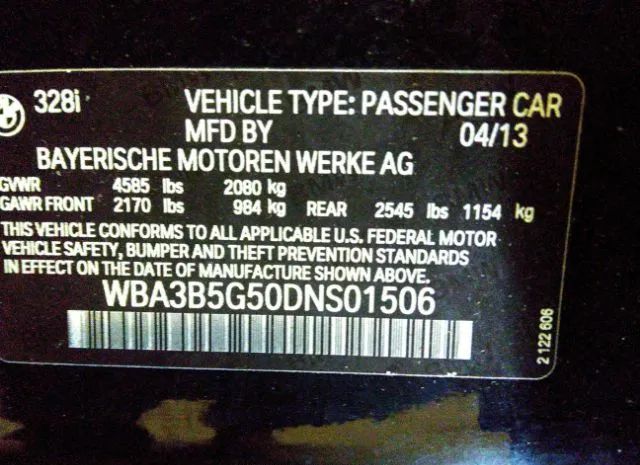 328i VEHICLE TYPE: PASSENGER CAR
MFD BY 04/13
BAYERISCHE MOTOREN WERKE AG
GVWR 4585 lbs 2080 kg
GAWR FRONT 2170 lbs 984 kg REAR 2545 lbs 1154 kg
THIS VEHICLE CONFORMS TO ALL APPLICABLE U.S. FEDERAL MOTOR
VEHICLE SAFETY, BUMPER AND THEFT PREVENTION STANDARDS
IN EFFECT ON THE DATE OF MANUFACTURE SHOWN ABOVE.
WBA3B5G50DNS01506
2 122 606